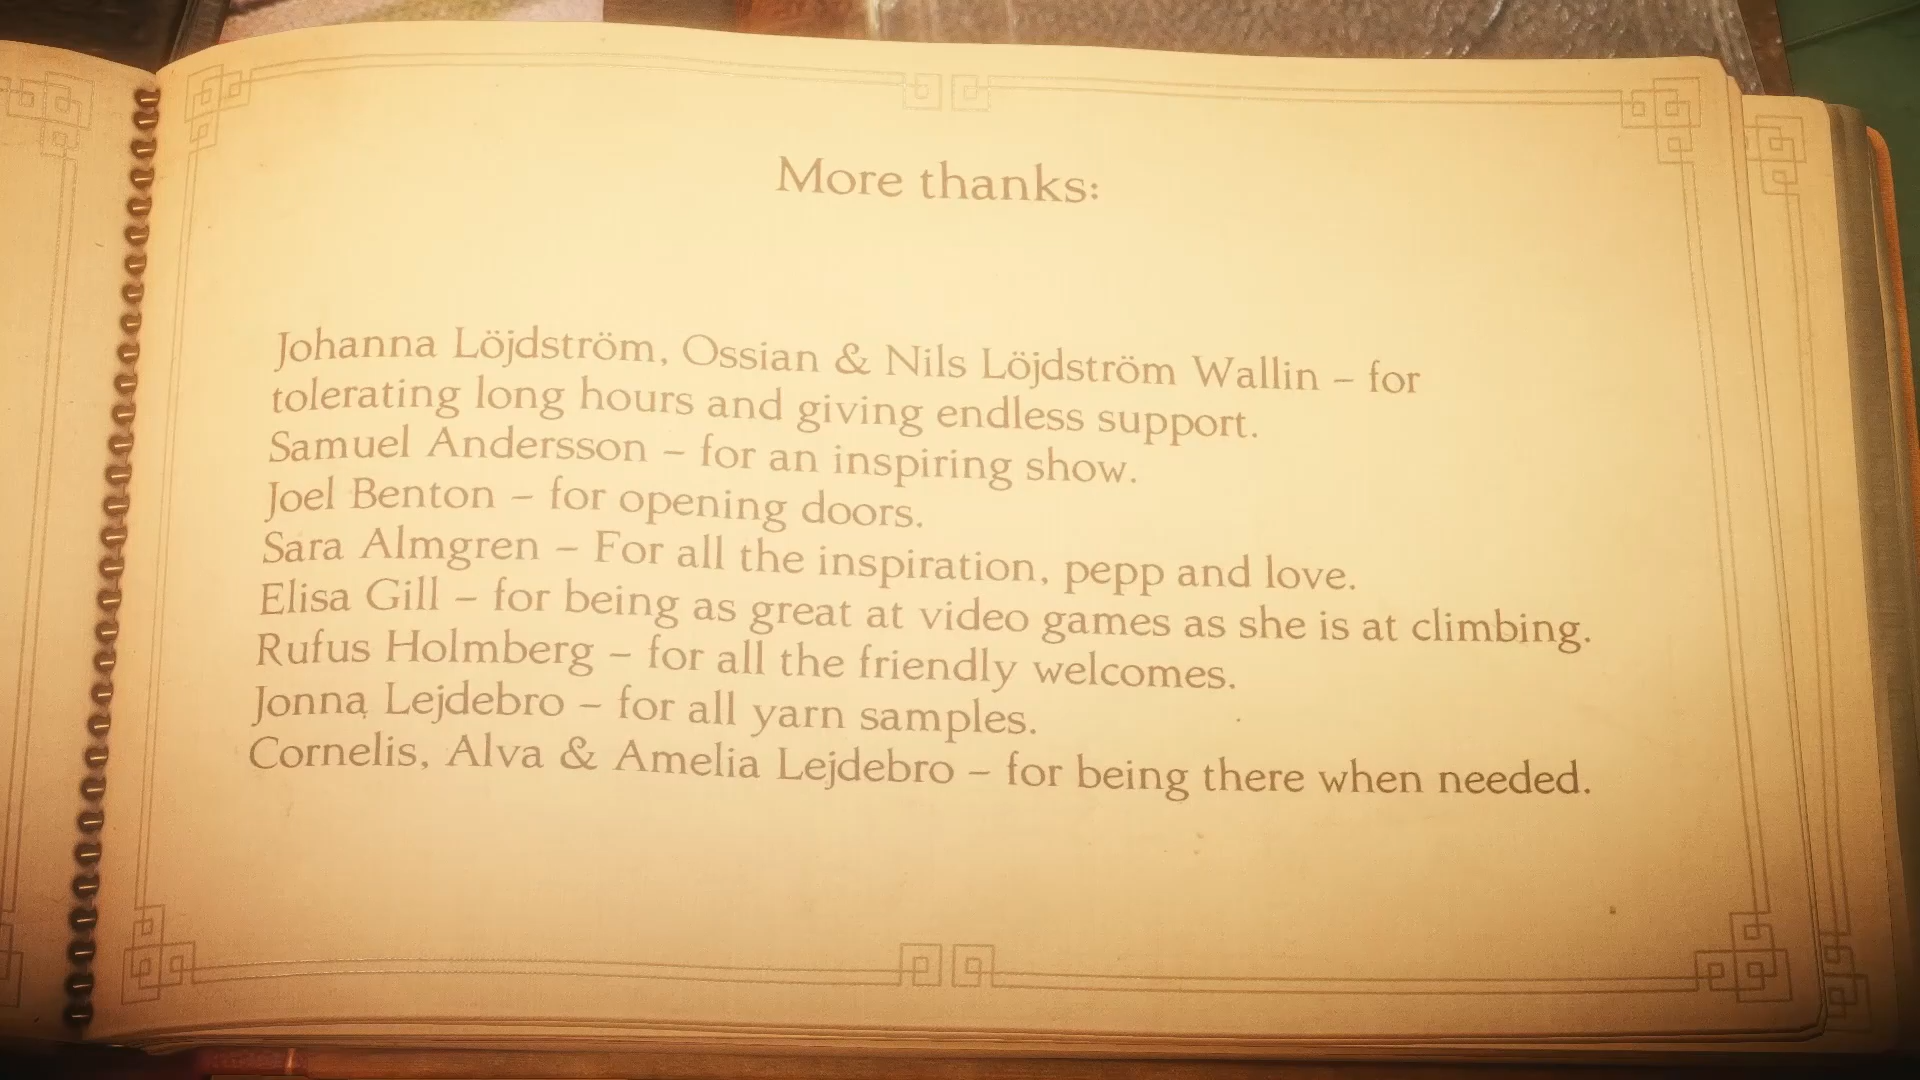 More thanks:
Johanna Löjdström, Ossian & Nils Löjdström Wallin – for
tolerating long hours and giving endless support.
Samuel Andersson – for an inspiring show.
Joel Benton – for opening doors.
Sara Almgren – For all the inspiration, pepp and love.
Elisa Gill – for being as great at video games as she is at climbing.
Rufus Holmberg – for all the friendly welcomes.
Jonna Lejdebro – for all yarn samples.
Cornelis, Alva & Amelia Lejdebro – for being there when needed.